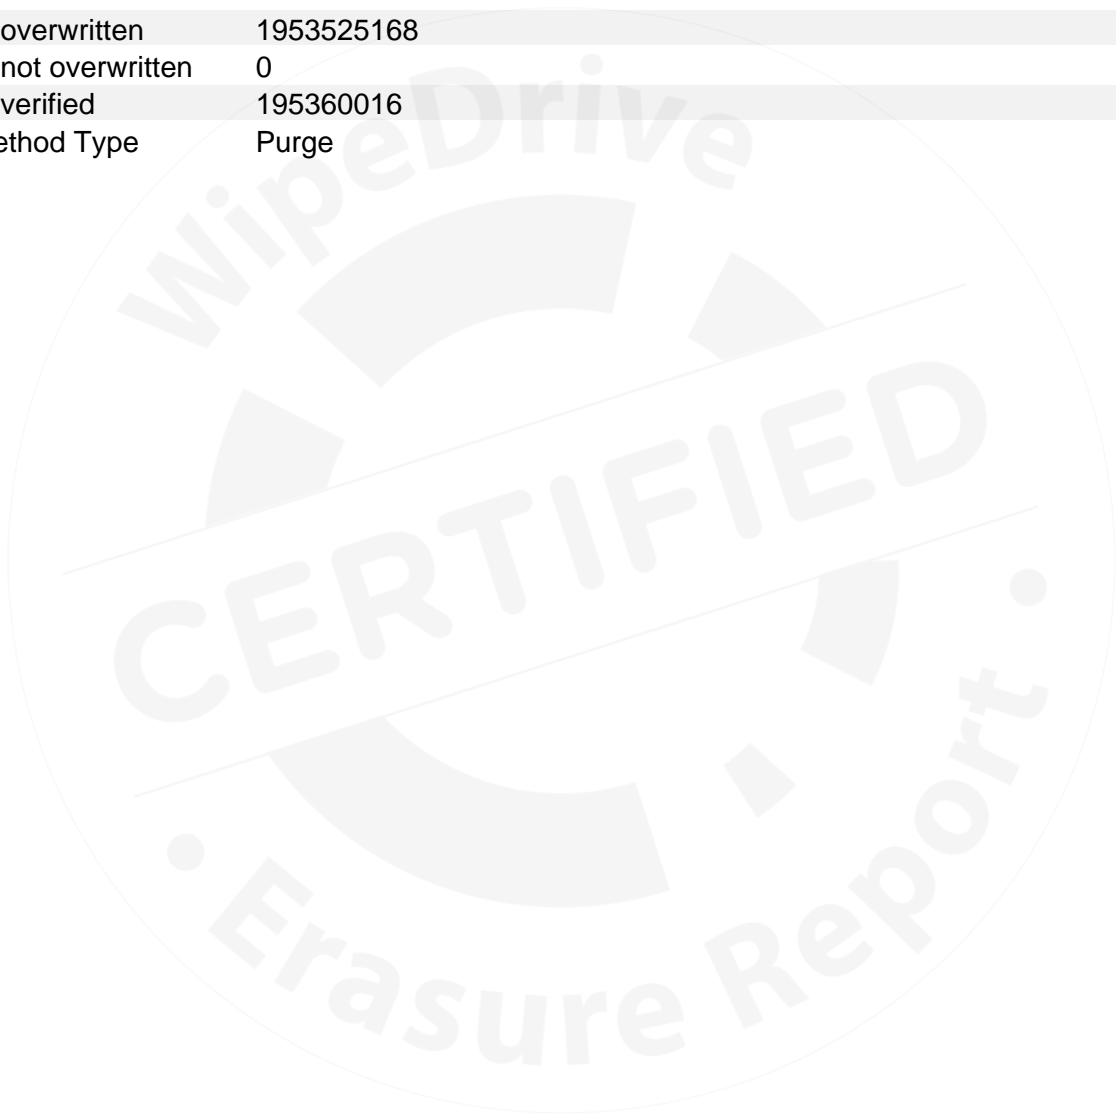 overwritten 1953525168
not overwritten 0
verified 195360016
ethod Type Purge
WipeDrive
CERTIFIED
• Erasure Report •